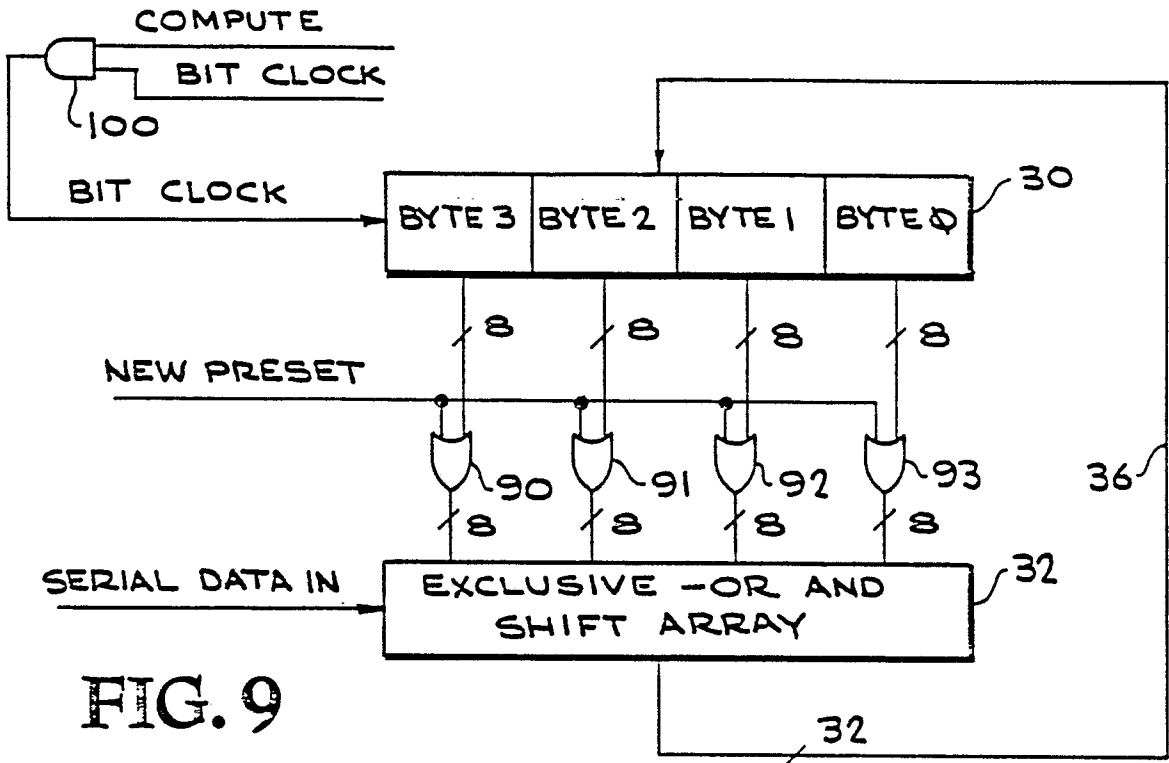 COMPUTE
BIT CLOCK
100
BIT CLOCK
BYTE 3 BYTE 2 BYTE 1 BYTE Φ
30
8 8 8 8
NEW PRESET
90 91 92 93
36
8 8 8 8
SERIAL DATA IN
EXCLUSIVE -OR AND
SHIFT ARRAY
32
FIG. 9
32